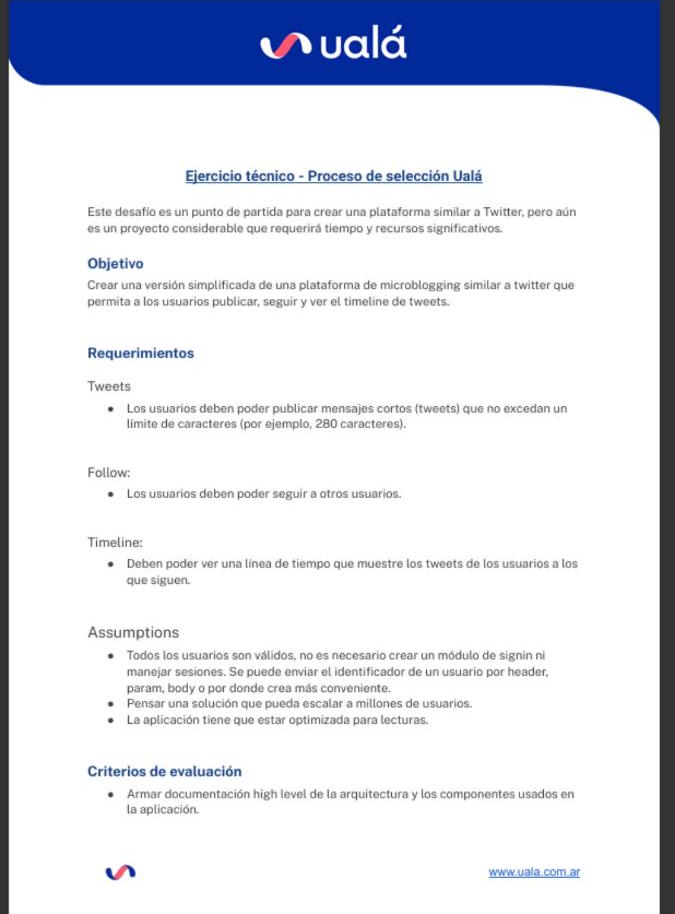 ualá
Ejercicio técnico - Proceso de selección Ualá
Este desafío es un punto de partida para crear una plataforma similar a Twitter, pero aún
es un proyecto considerable que requerirá tiempo y recursos significativos.
Objetivo
Crear una versión simplificada de una plataforma de microblogging similar a twitter que
permita a los usuarios publicar, seguir y ver el timeline de tweets.
Requerimientos
Tweets
● Los usuarios deben poder publicar mensajes cortos (tweets) que no excedan un
límite de caracteres (por ejemplo, 280 caracteres).
Follow:
● Los usuarios deben poder seguir a otros usuarios.
Timeline:
● Deben poder ver una línea de tiempo que muestre los tweets de los usuarios a los
que siguen.
Assumptions
● Todos los usuarios son válidos, no es necesario crear un módulo de signin ni
manejar sesiones. Se puede enviar el identificador de un usuario por header,
param, body o por donde crea más conveniente.
● Pensar una solución que pueda escalar a millones de usuarios.
● La aplicación tiene que estar optimizada para lecturas.
Criterios de evaluación
● Armar documentación high level de la arquitectura y los componentes usados en
la aplicación.
www.uala.com.ar